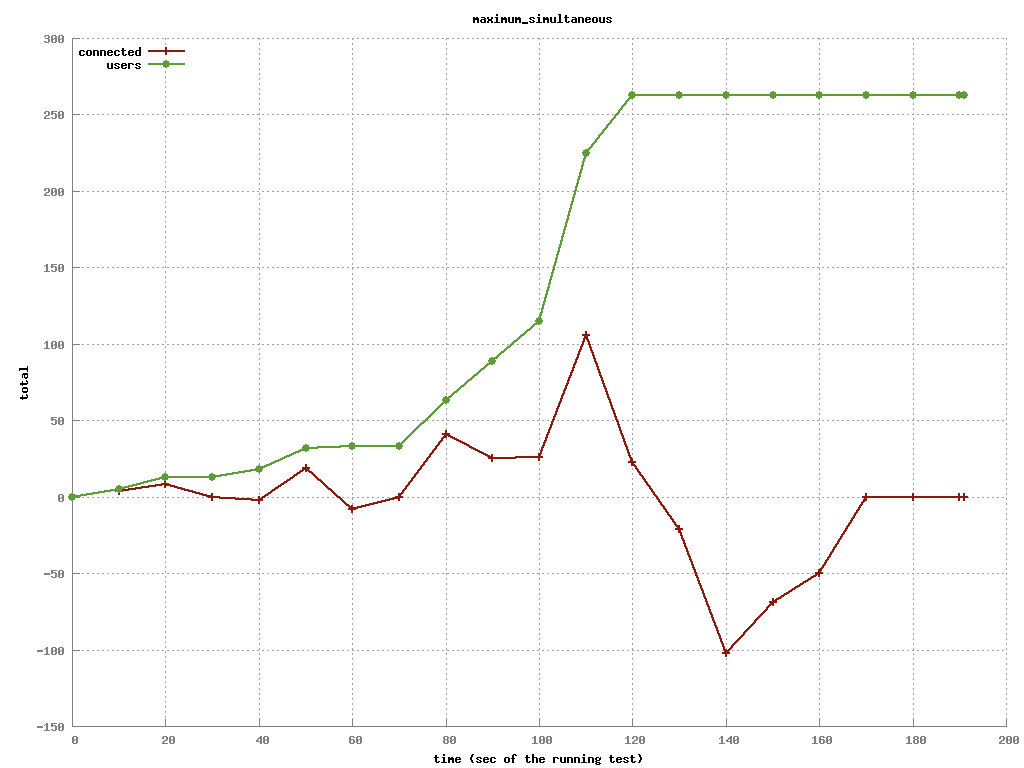 maximum_simultaneous
300
connected
users
250
200
150
100
total
50
0
-50
-100
-150
0 20 40 60 80 100 120 140 160 180 200
time (sec of the running test)